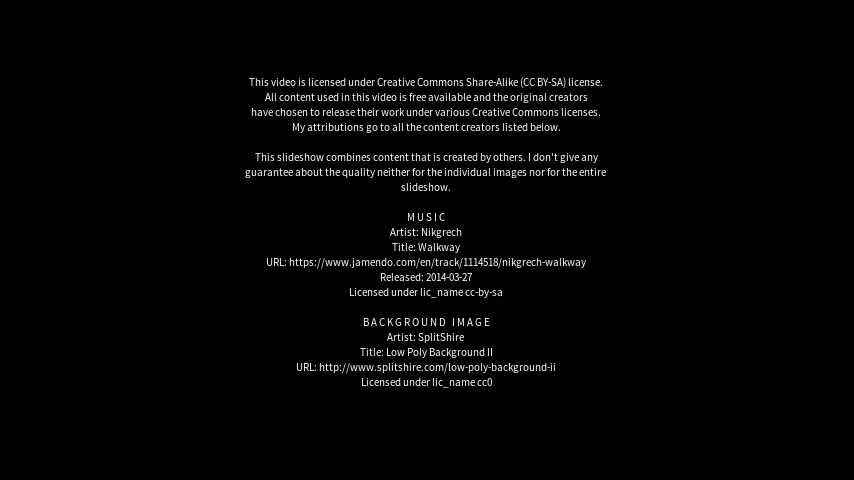 This video is licensed under Creative Commons Share-Alike (CC BY-SA) license.
All content used in this video is free available and the original creators
have chosen to release their work under various Creative Commons licenses.
My attributions go to all the content creators listed below.
This slideshow combines content that is created by others. I don't give any
guarantee about the quality neither for the individual images nor for the entire
slideshow.
MUSIC
Artist: Nikgrech
Title: Walkway
URL: https://www.jamendo.com/en/track/1114518/nikgrech-walkway
Released: 2014-03-27
Licensed under lic_name cc-by-sa
BACKGROUND IMAGE
Artist: SplitShire
Title: Low Poly Background II
URL: http://www.splitshire.com/low-poly-background-ii
Licensed under lic_name cc0